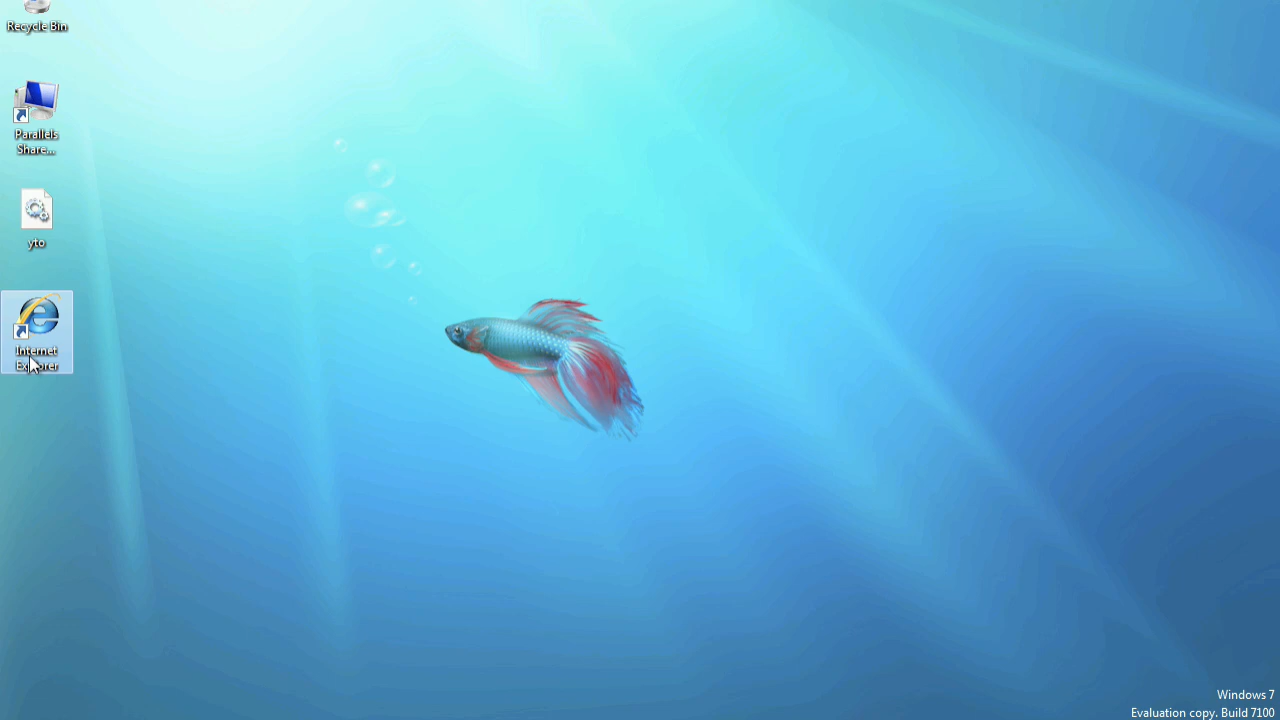 Recycle Bin
Parallels
Share...
yto
Internet
Explorer
Windows 7
Evaluation copy. Build 7100